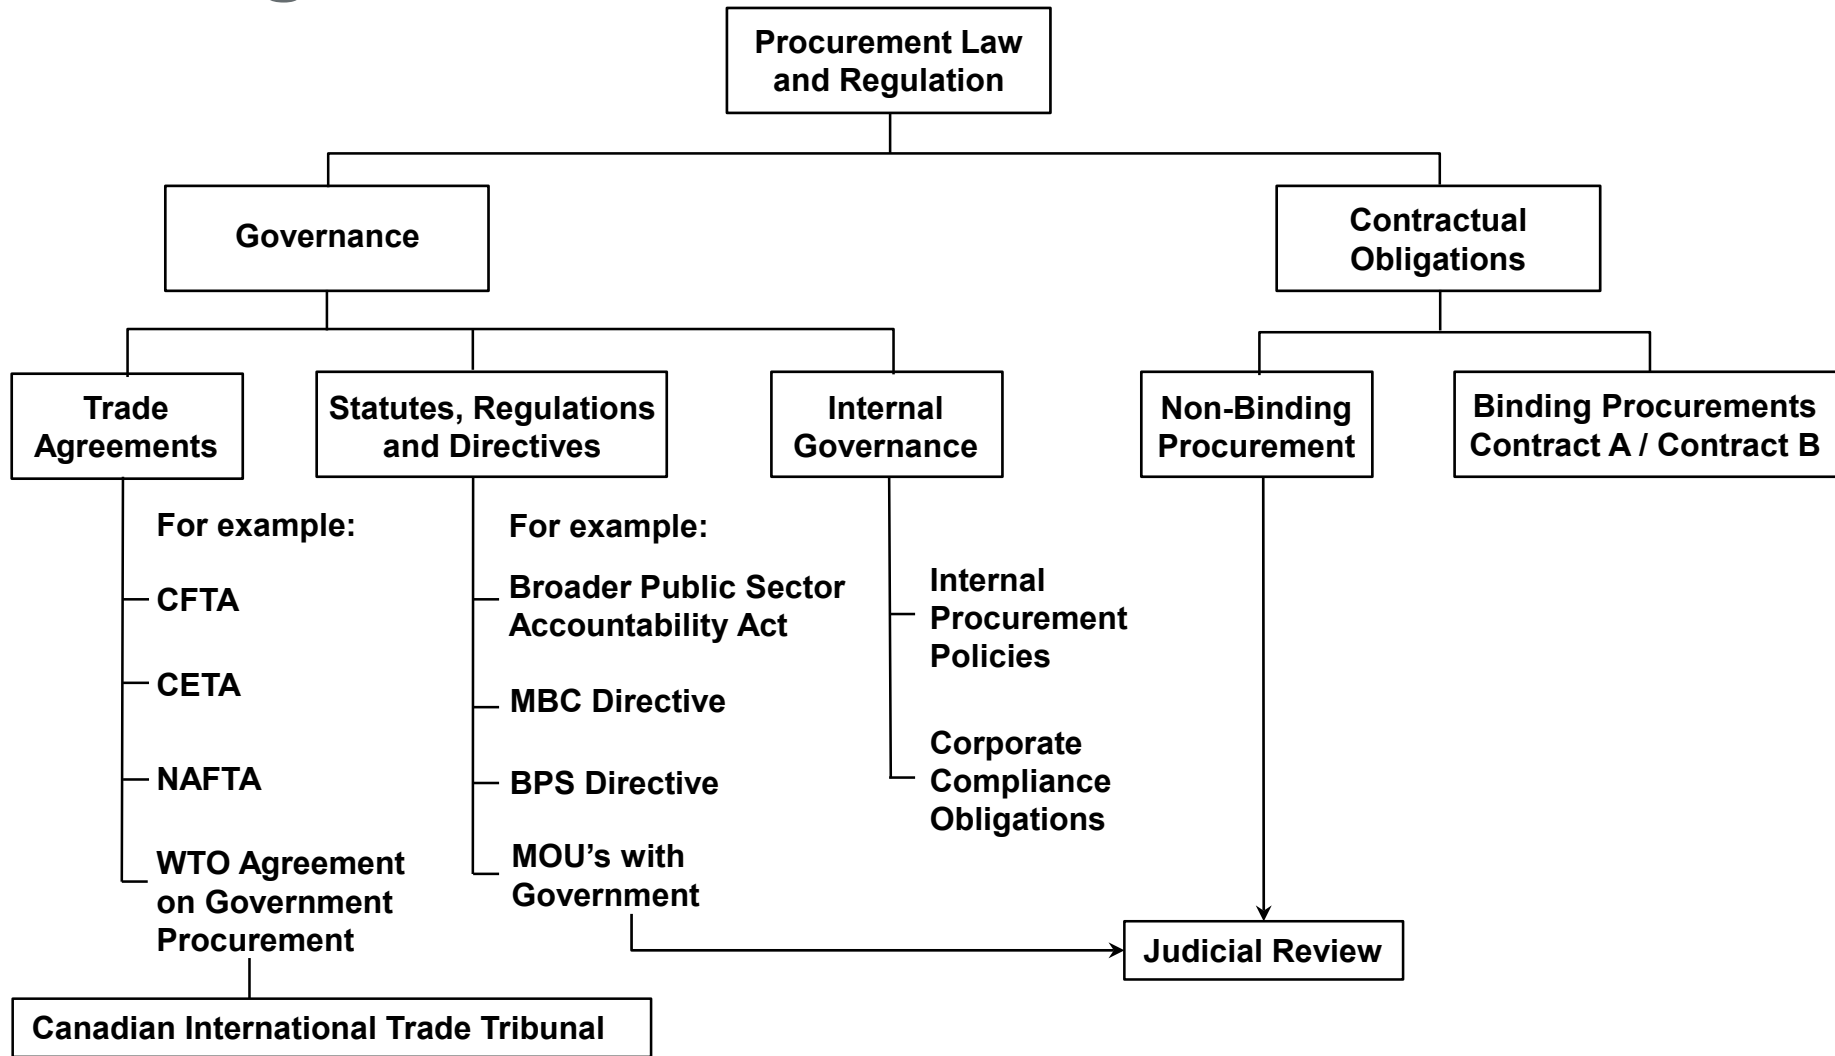 Procurement Law
and Regulation
Governance
Contractual
Obligations
Trade
Agreements
Statutes, Regulations
and Directives
Internal
Governance
Non-Binding
Procurement
Binding Procurements
Contract A / Contract B
For example:
CFTA
CETA
NAFTA
WTO Agreement
on Government
Procurement
For example:
Broader Public Sector
Accountability Act
MBC Directive
BPS Directive
MOU’s with
Government
Internal
Procurement
Policies
Corporate
Compliance
Obligations
Judicial Review
Canadian International Trade Tribunal